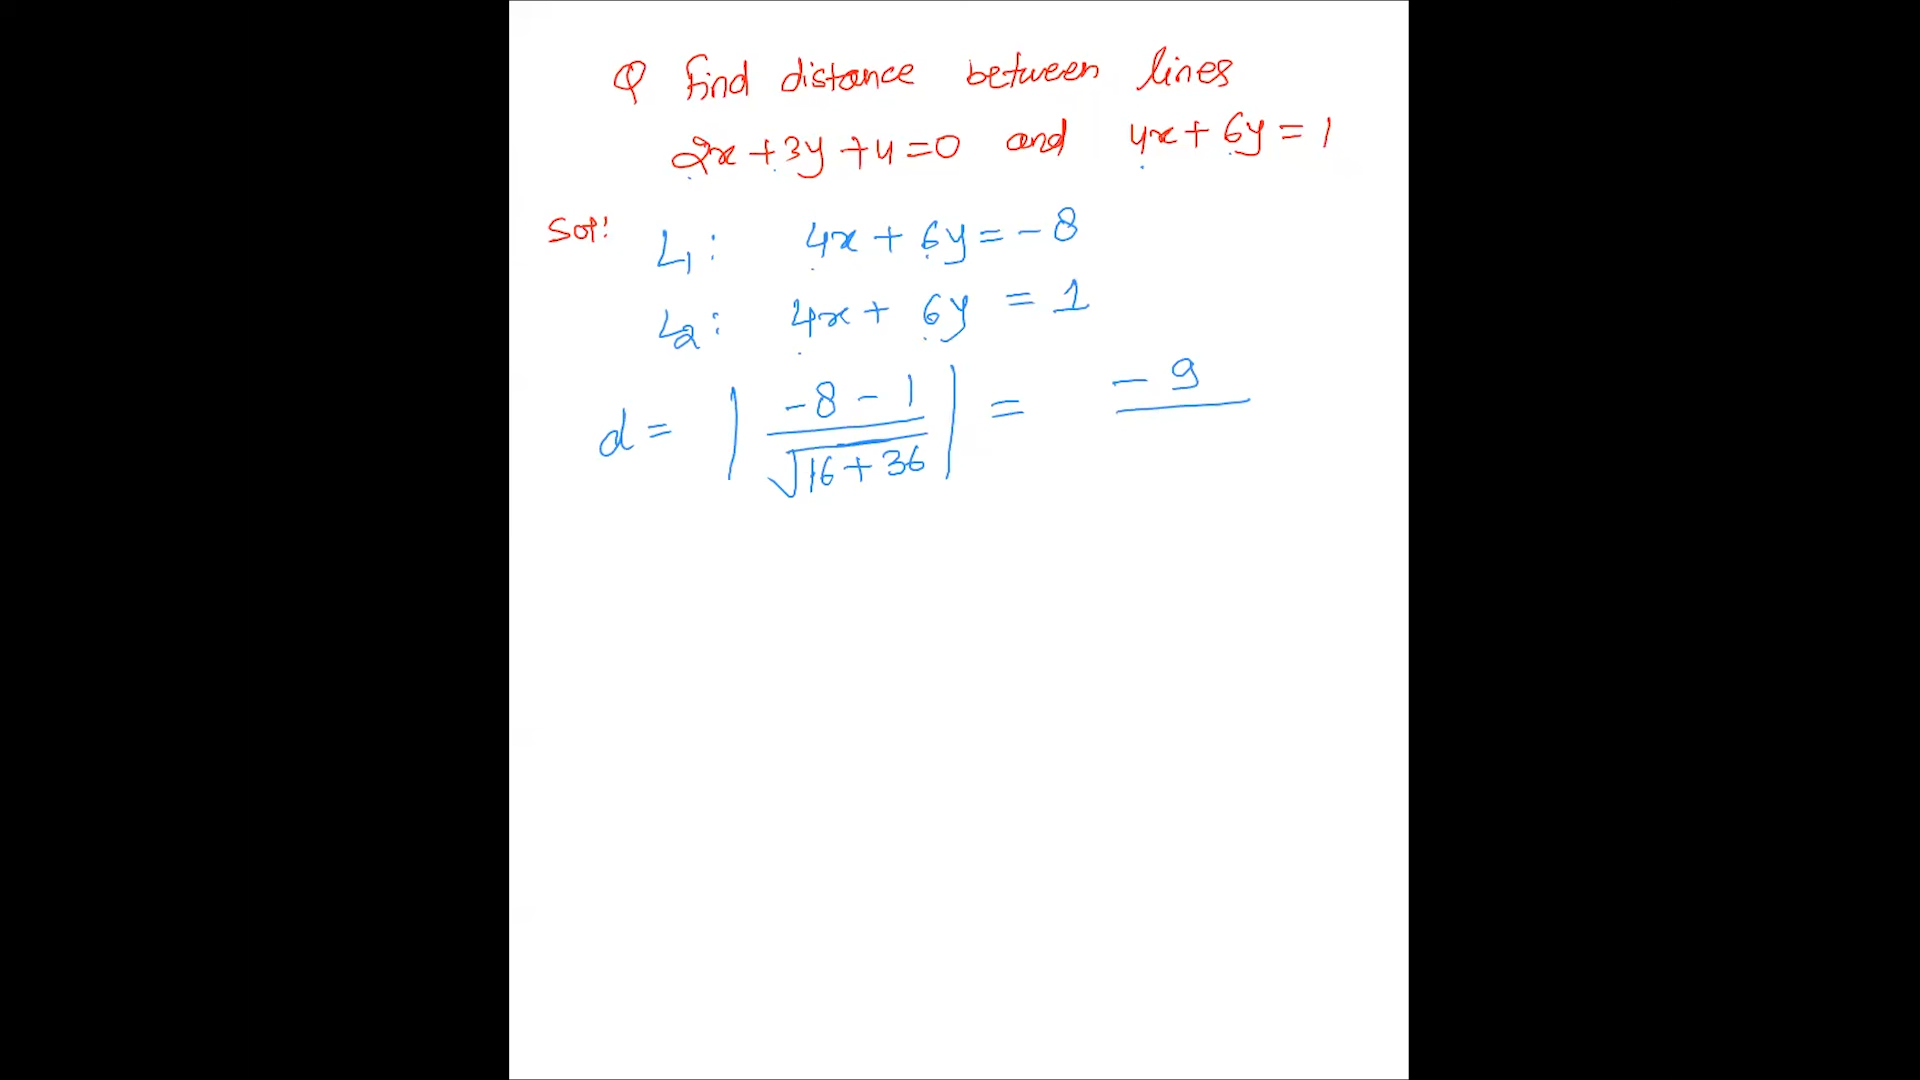 Q Find distance between lines
2x + 3y + 4 = 0 and 4x + 6y = 1
Sol:
L1: 4x + 6y = - 8
L2: 4x + 6y = 1
d = | (-8 - 1) / √(16 + 36) | = - 9